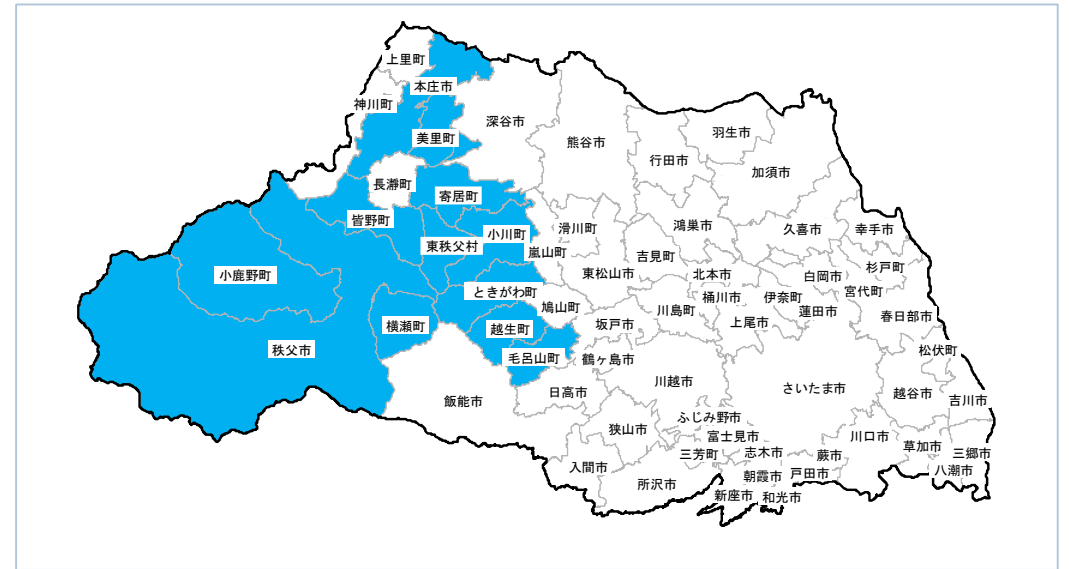 上里町
本庄市
神川町
深谷市
美里町
熊谷市
羽生市
行田市
加須市
長瀞町
寄居町
皆野町
小川町
滑川町
鴻巣市
久喜市
幸手市
東秩父村
嵐山町
吉見町
小鹿野町
東松山市
北本市
白岡市
杉戸町
ときがわ町
鳩山町
桶川市
伊奈町
宮代町
横瀬町
越生町
坂戸市
川島町
上尾市
蓮田市
春日部市
秩父市
毛呂山町
鶴ヶ島市
松伏町
飯能市
日高市
川越市
さいたま市
越谷市
吉川市
ふじみ野市
狭山市
富士見市
川口市
草加市
三郷市
入間市
三芳町
志木市
蕨市
八潮市
所沢市
朝霞市
戸田市
新座市
和光市